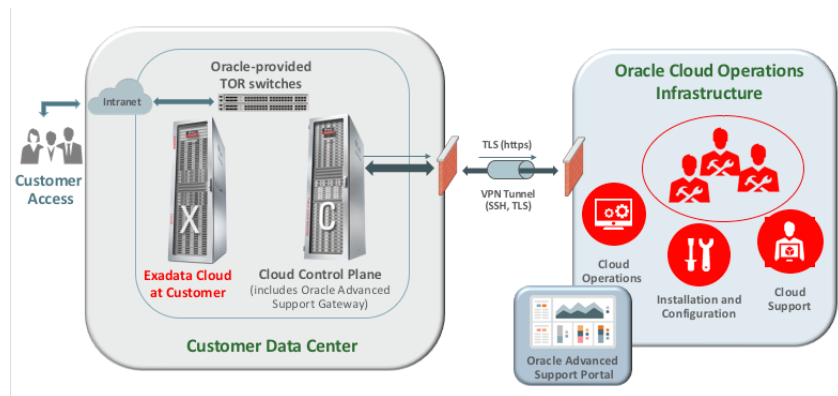 Oracle-provided
TOR switches
Intranet
Customer
Access
X
Exadata Cloud
at Customer
C
Cloud Control Plane
(includes Oracle Advanced
Support Gateway)
Customer Data Center
TLS (https)
VPN Tunnel
(SSH, TLS)
Oracle Cloud Operations
Infrastructure
Cloud
Operations
Installation and
Configuration
Cloud
Support
Oracle Advanced
Support Portal